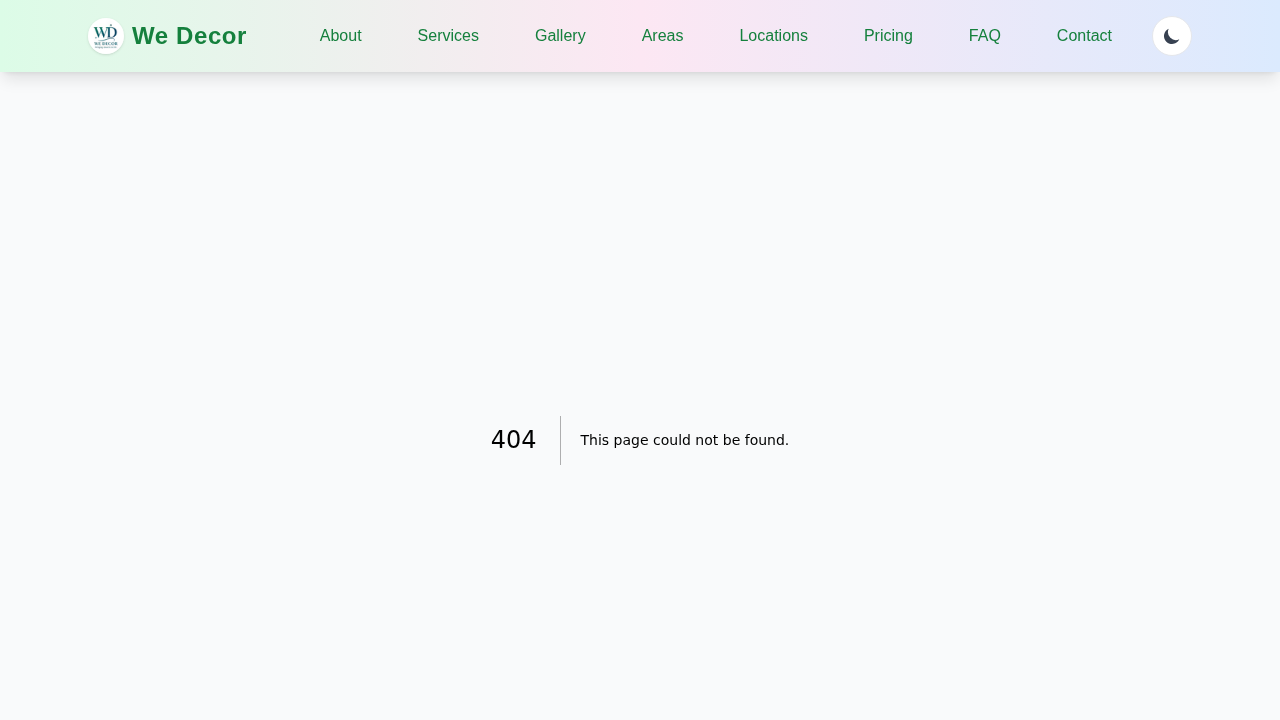 WD
WE DECOR
We Decor
About
Services
Gallery
Areas
Locations
Pricing
FAQ
Contact
404
This page could not be found.